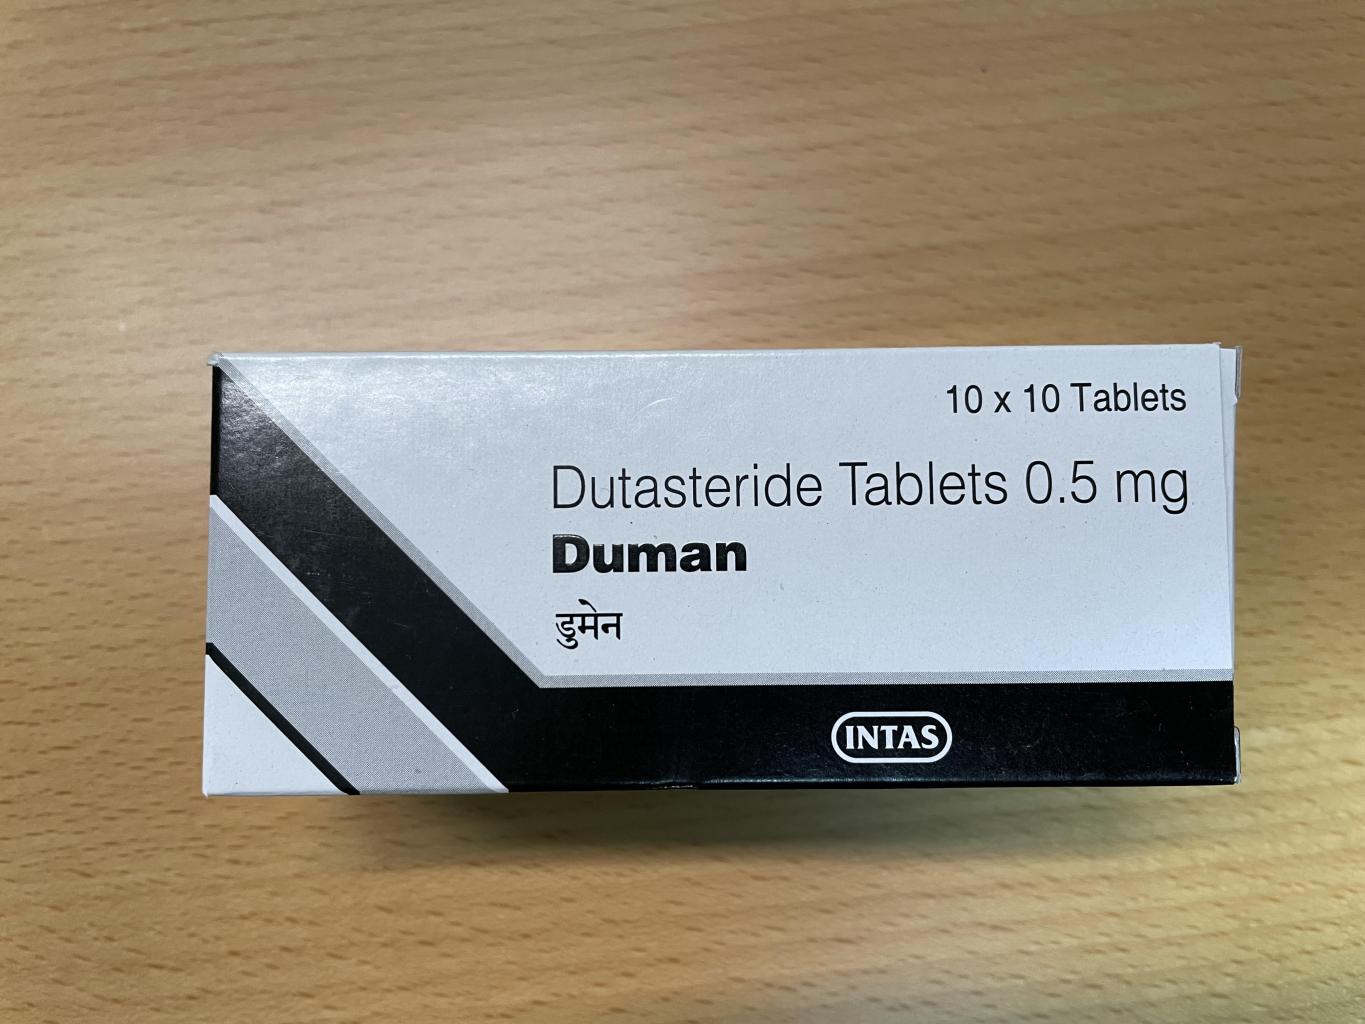 10 x 10 Tablets
Dutasteride Tablets 0.5 mg
Duman
डुमेन
INTAS